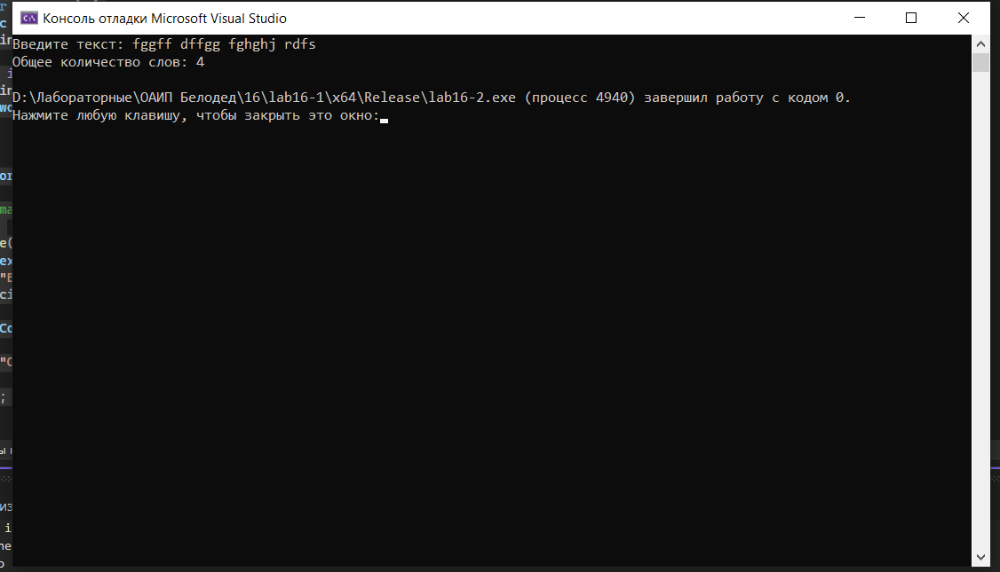 Консоль отладки Microsoft Visual Studio
Введите текст: fggff dffgg fghghj rdfs
Общее количество слов: 4
D:\Лабораторные\ОАИП Белодед\16\lab16-1\x64\Release\lab16-2.exe (процесс 4940) завершил работу с кодом 0.
Нажмите любую клавишу, чтобы закрыть это окно: